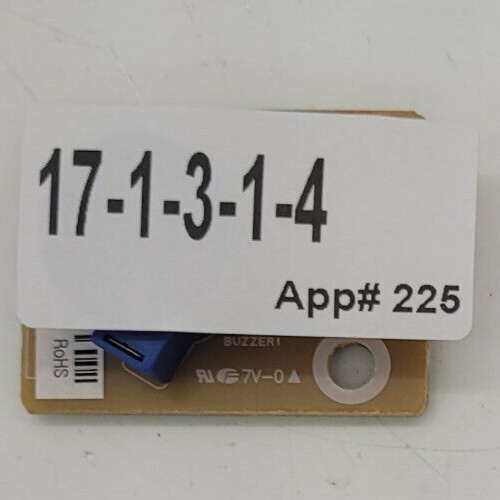 17-1-3-1-4
App# 225
BUZZER1
RoHS
7V-0